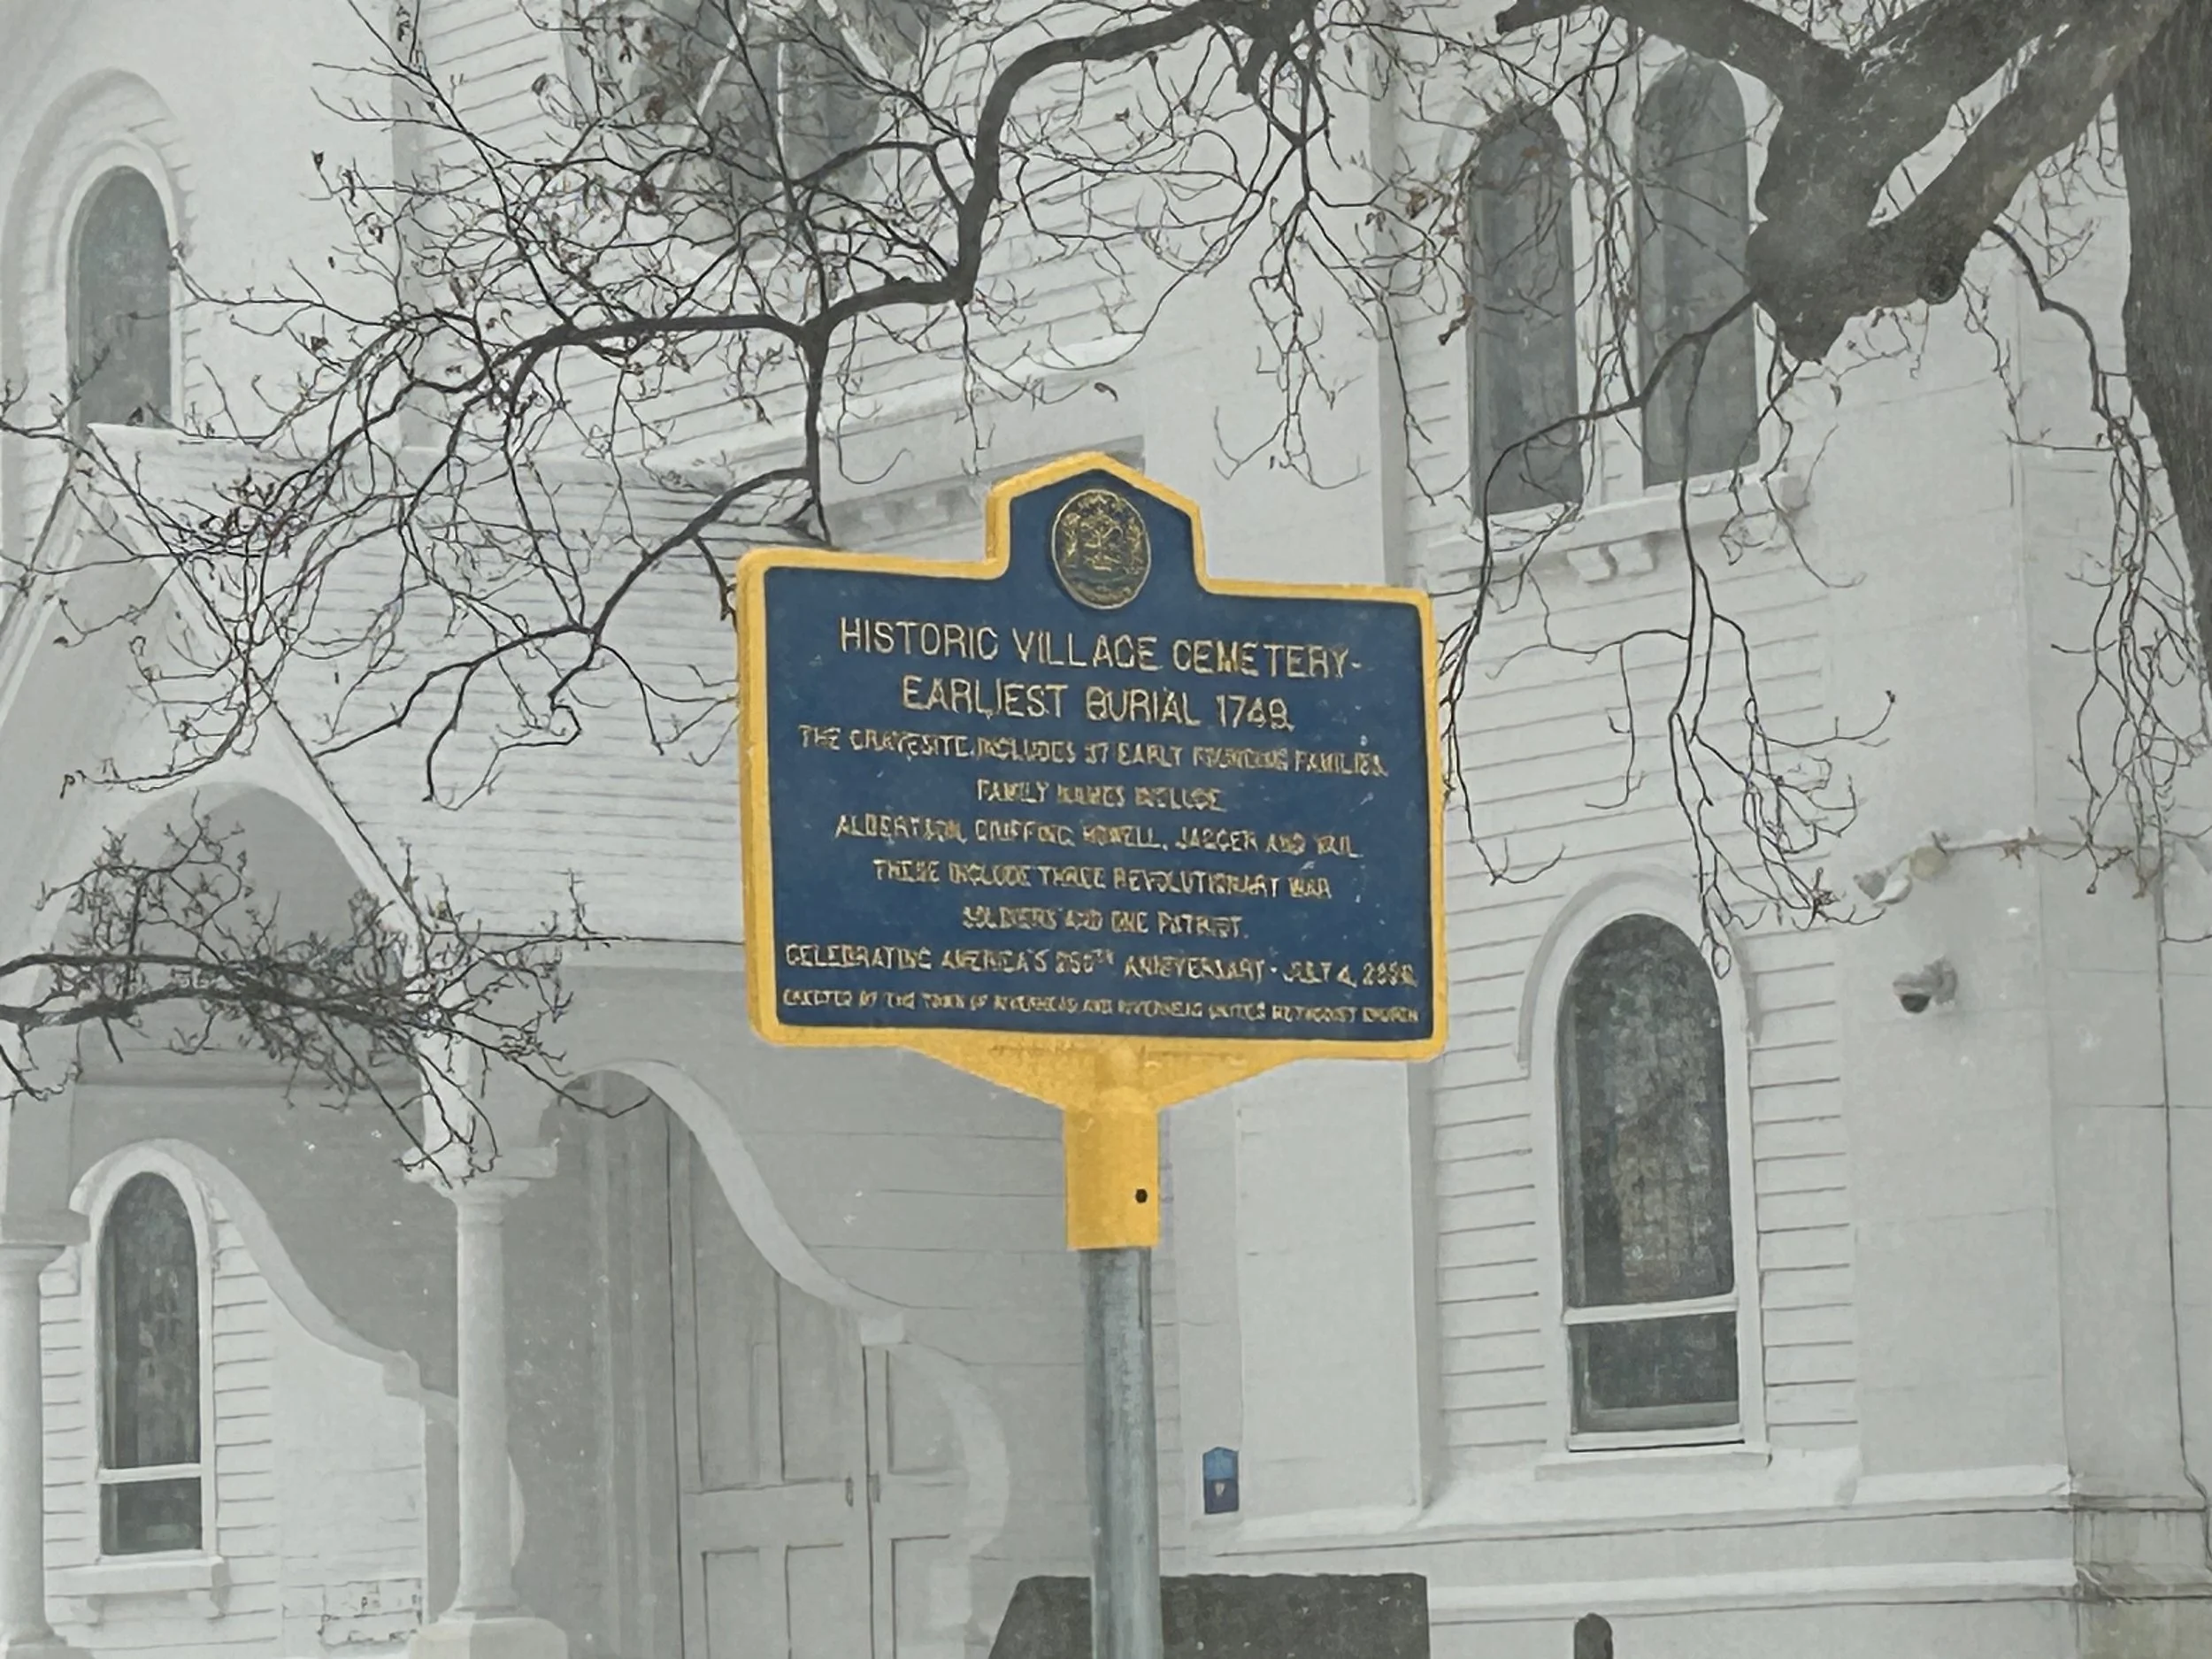 HISTORIC VILLAGE CEMETERY-
EARLIEST BURIAL 1749
THE GRAVESITE INCLUDES 37 EARLY FOUNDING FAMILIES.
FAMILY NAMES INCLUDE
ALBERTSON, GRIFFING, HOWELL, JAGGER AND VAIL.
THESE INCLUDE THREE REVOLUTIONARY WAR
SOLDIERS AND ONE PATRIOT.
CELEBRATING AMERICA'S 250TH ANNIVERSARY - JULY 4, 2026
ERECTED BY THE TOWN OF RIVERHEAD AND RIVERHEAD UNITED METHODIST CHURCH